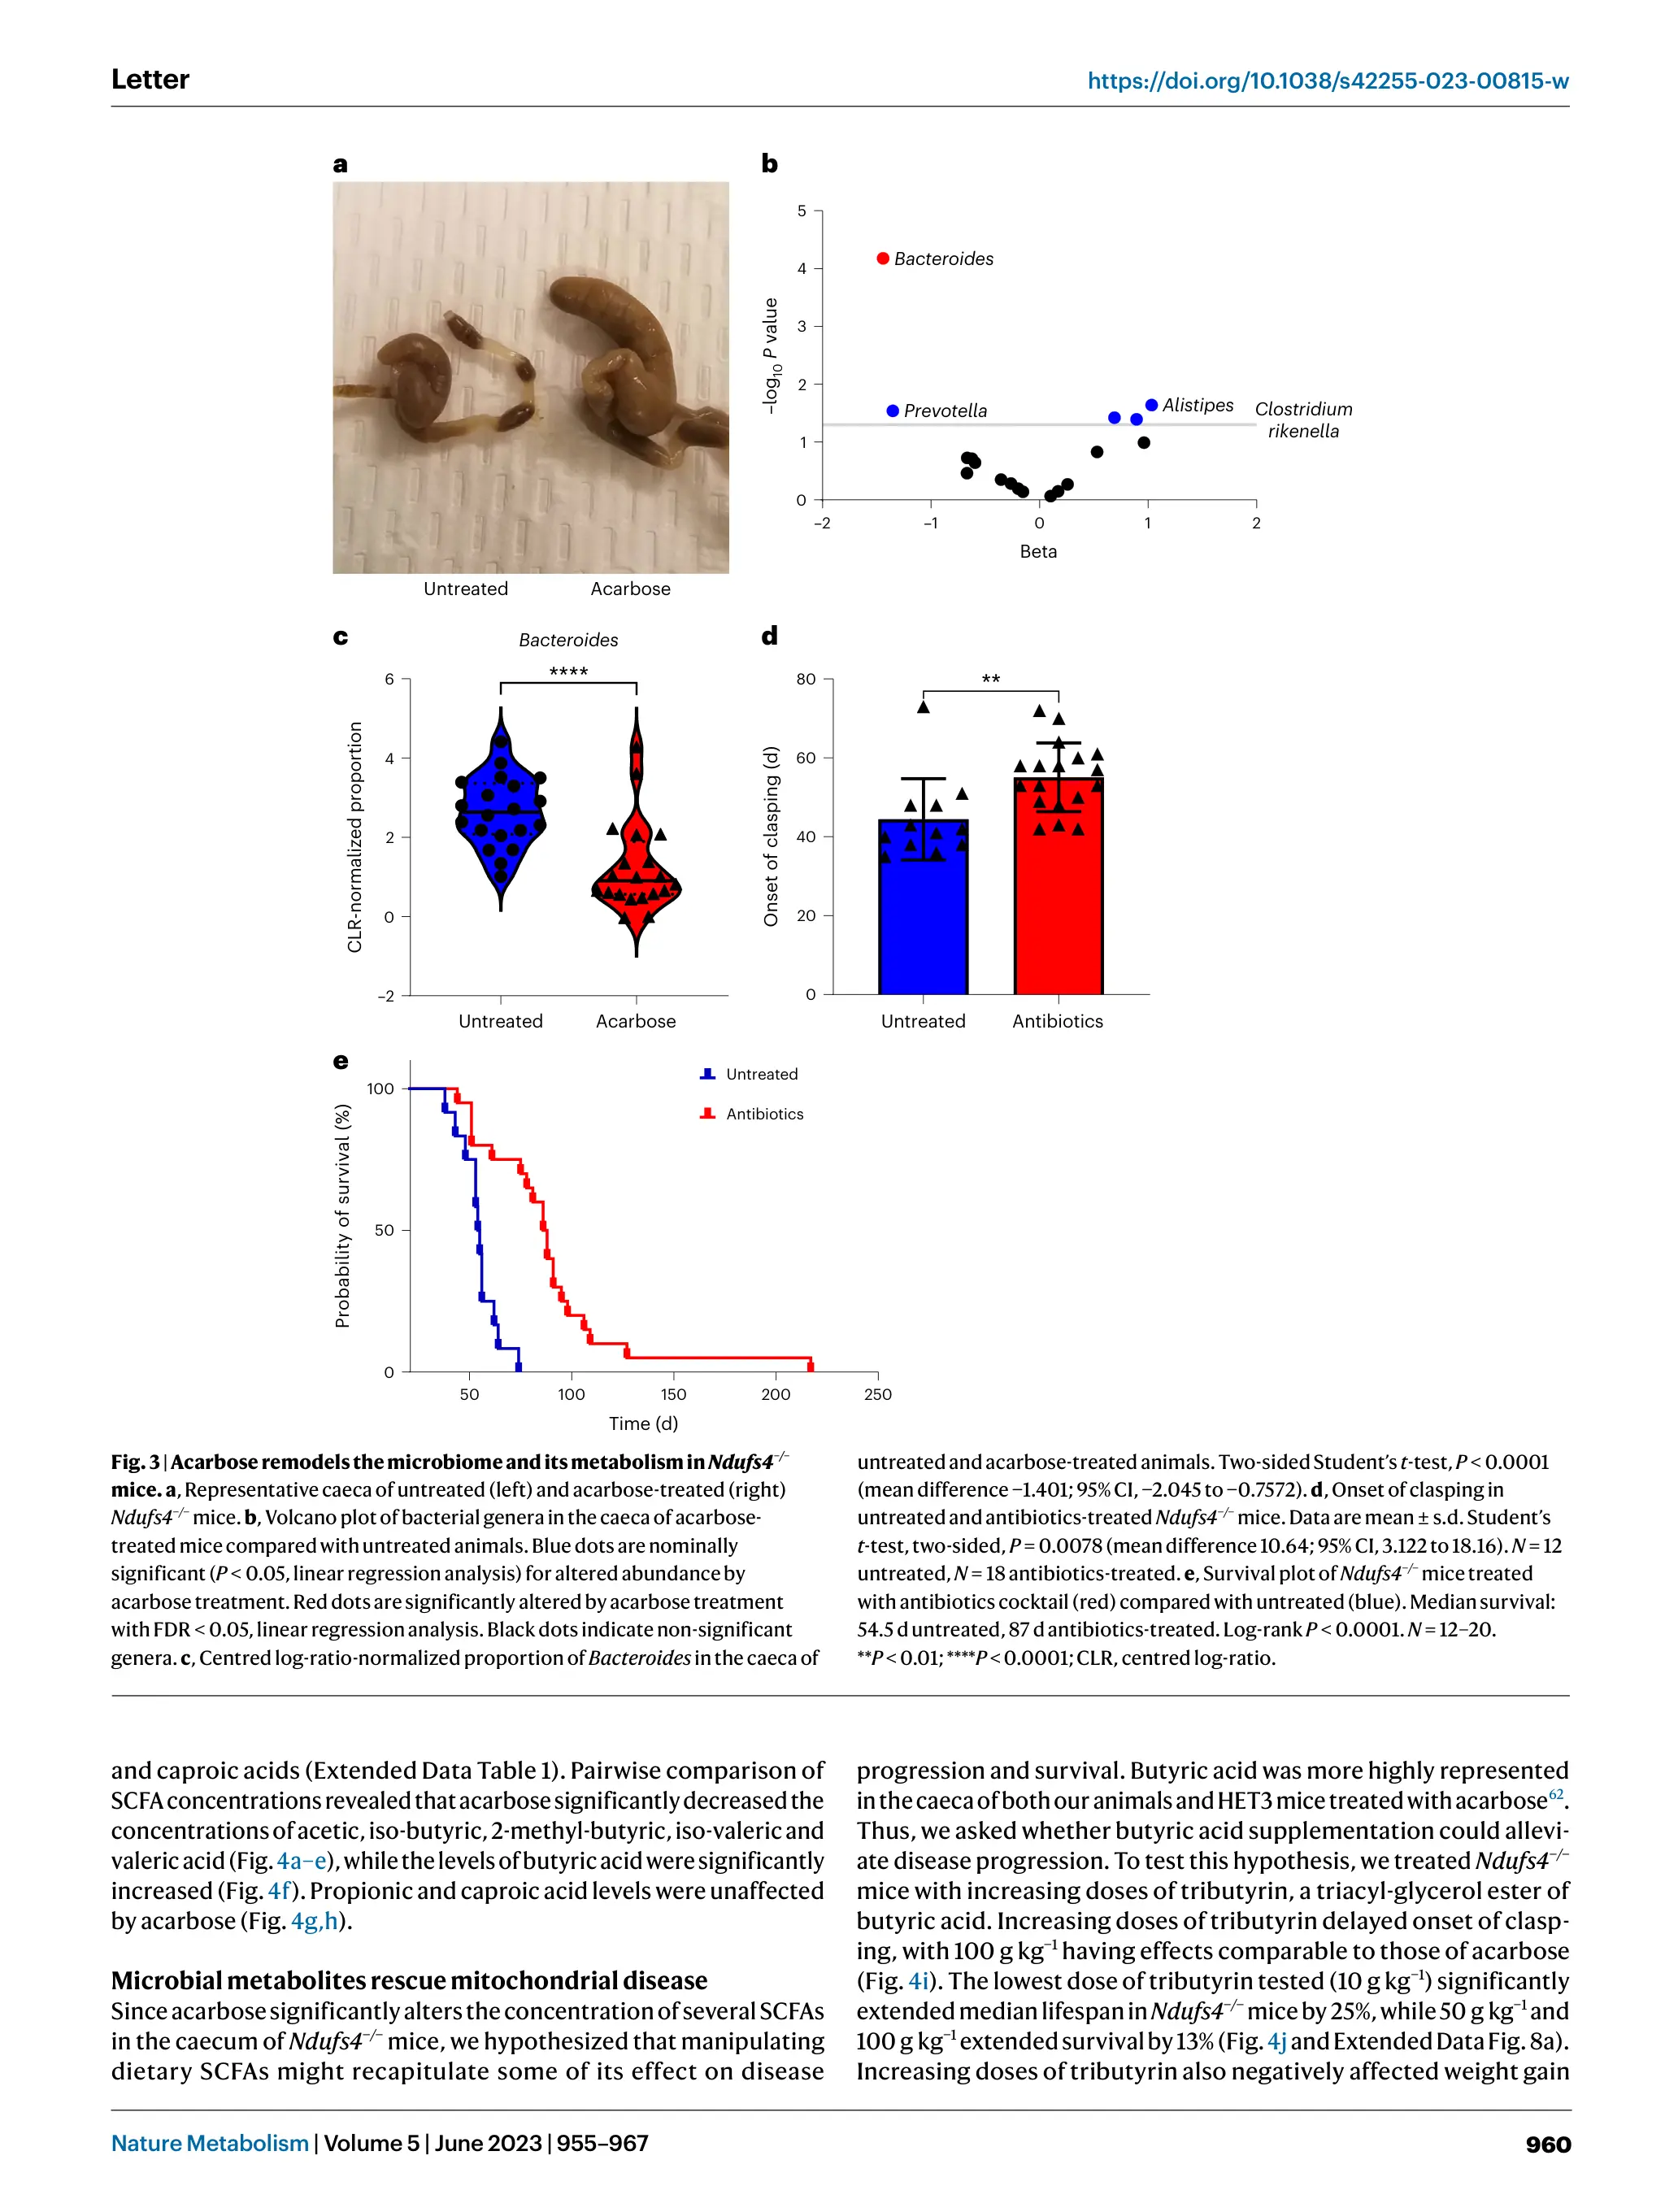 Letter
https://doi.org/10.1038/s42255-023-00815-w
a
Untreated
Acarbose
b
5
4
3
2
1
0
–log10 P value
Bacteroides
Prevotella
Alistipes
Clostridium
rikenella
–2
–1
0
1
2
Beta
c
Bacteroides
****
6
4
2
0
–2
CLR-normalized proportion
Untreated
Acarbose
d
**
80
60
40
20
0
Onset of clasping (d)
Untreated
Antibiotics
e
100
50
0
Probability of survival (%)
Untreated
Antibiotics
50
100
150
200
250
Time (d)
Fig. 3 | Acarbose remodels the microbiome and its metabolism in Ndufs4−/−
mice. a, Representative caeca of untreated (left) and acarbose-treated (right)
Ndufs4−/− mice. b, Volcano plot of bacterial genera in the caeca of acarbose-
treated mice compared with untreated animals. Blue dots are nominally
significant (P < 0.05, linear regression analysis) for altered abundance by
acarbose treatment. Red dots are significantly altered by acarbose treatment
with FDR < 0.05, linear regression analysis. Black dots indicate non-significant
genera. c, Centred log-ratio-normalized proportion of Bacteroides in the caeca of
untreated and acarbose-treated animals. Two-sided Student's t-test, P < 0.0001
(mean difference −1.401; 95% CI, −2.045 to −0.7572). d, Onset of clasping in
untreated and antibiotics-treated Ndufs4−/− mice. Data are mean ± s.d. Student's
t-test, two-sided, P = 0.0078 (mean difference 10.64; 95% CI, 3.122 to 18.16). N = 12
untreated, N = 18 antibiotics-treated. e, Survival plot of Ndufs4−/− mice treated
with antibiotics cocktail (red) compared with untreated (blue). Median survival:
54.5 d untreated, 87 d antibiotics-treated. Log-rank P < 0.0001. N = 12–20.
**P < 0.01; ****P < 0.0001; CLR, centred log-ratio.
and caproic acids (Extended Data Table 1). Pairwise comparison of
SCFA concentrations revealed that acarbose significantly decreased the
concentrations of acetic, iso-butyric, 2-methyl-butyric, iso-valeric and
valeric acid (Fig. 4a–e), while the levels of butyric acid were significantly
increased (Fig. 4f). Propionic and caproic acid levels were unaffected
by acarbose (Fig. 4g,h).
Microbial metabolites rescue mitochondrial disease
Since acarbose significantly alters the concentration of several SCFAs
in the caecum of Ndufs4−/− mice, we hypothesized that manipulating
dietary SCFAs might recapitulate some of its effect on disease
progression and survival. Butyric acid was more highly represented
in the caeca of both our animals and HET3 mice treated with acarbose62.
Thus, we asked whether butyric acid supplementation could allevi-
ate disease progression. To test this hypothesis, we treated Ndufs4−/−
mice with increasing doses of tributyrin, a triacyl-glycerol ester of
butyric acid. Increasing doses of tributyrin delayed onset of clasp-
ing, with 100 g kg−1 having effects comparable to those of acarbose
(Fig. 4i). The lowest dose of tributyrin tested (10 g kg−1) significantly
extended median lifespan in Ndufs4−/− mice by 25%, while 50 g kg−1 and
100 g kg−1 extended survival by 13% (Fig. 4j and Extended Data Fig. 8a).
Increasing doses of tributyrin also negatively affected weight gain
Nature Metabolism | Volume 5 | June 2023 | 955–967
960